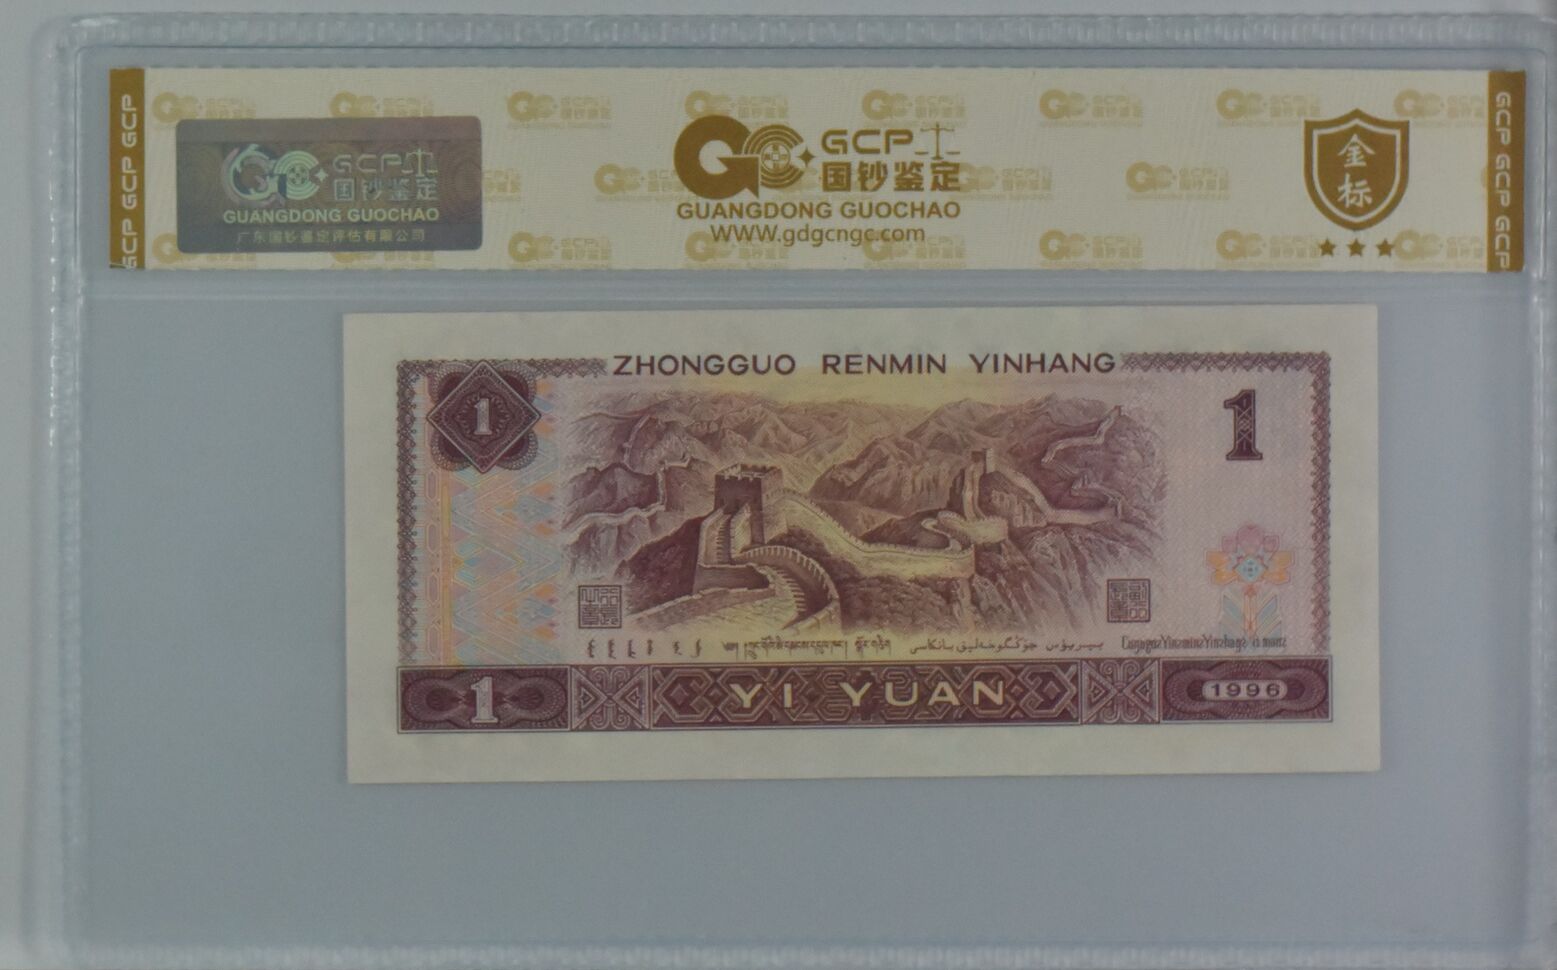 GCP GCP GCP
GCP 国钞鉴定
GUANGDONG GUOCHAO
广东国钞鉴定评估有限公司
GCP
国钞鉴定
GUANGDONG GUOCHAO
WWW.gdgcngc.com
金标
GCP GCP GCP
ZHONGGUO RENMIN YINHANG
1
1
1
YI YUAN
1996